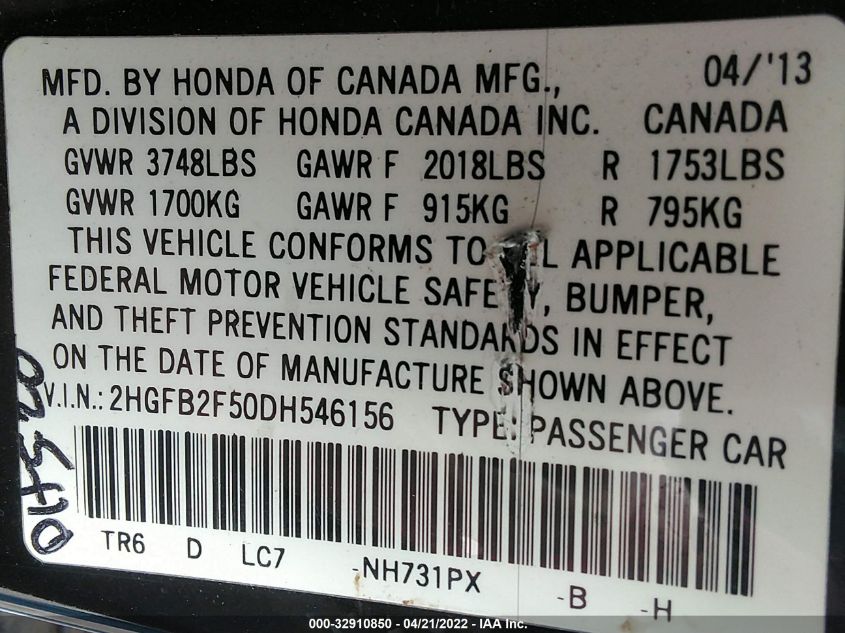 MFD. BY HONDA OF CANADA MFG., 04/'13
A DIVISION OF HONDA CANADA INC. CANADA
GVWR 3748LBS GAWR F 2018LBS R 1753LBS
GVWR 1700KG GAWR F 915KG R 795KG
THIS VEHICLE CONFORMS TO APPLICABLE
FEDERAL MOTOR VEHICLE SAFETY, BUMPER,
AND THEFT PREVENTION STANDARDS IN EFFECT
ON THE DATE OF MANUFACTURE SHOWN ABOVE.
V.I.N.: 2HGFB2F50DH546156 TYPE: PASSENGER CAR
TR6 D LC7 -NH731PX -B -H
000-32910850 - 04/21/2022 - IAA Inc.